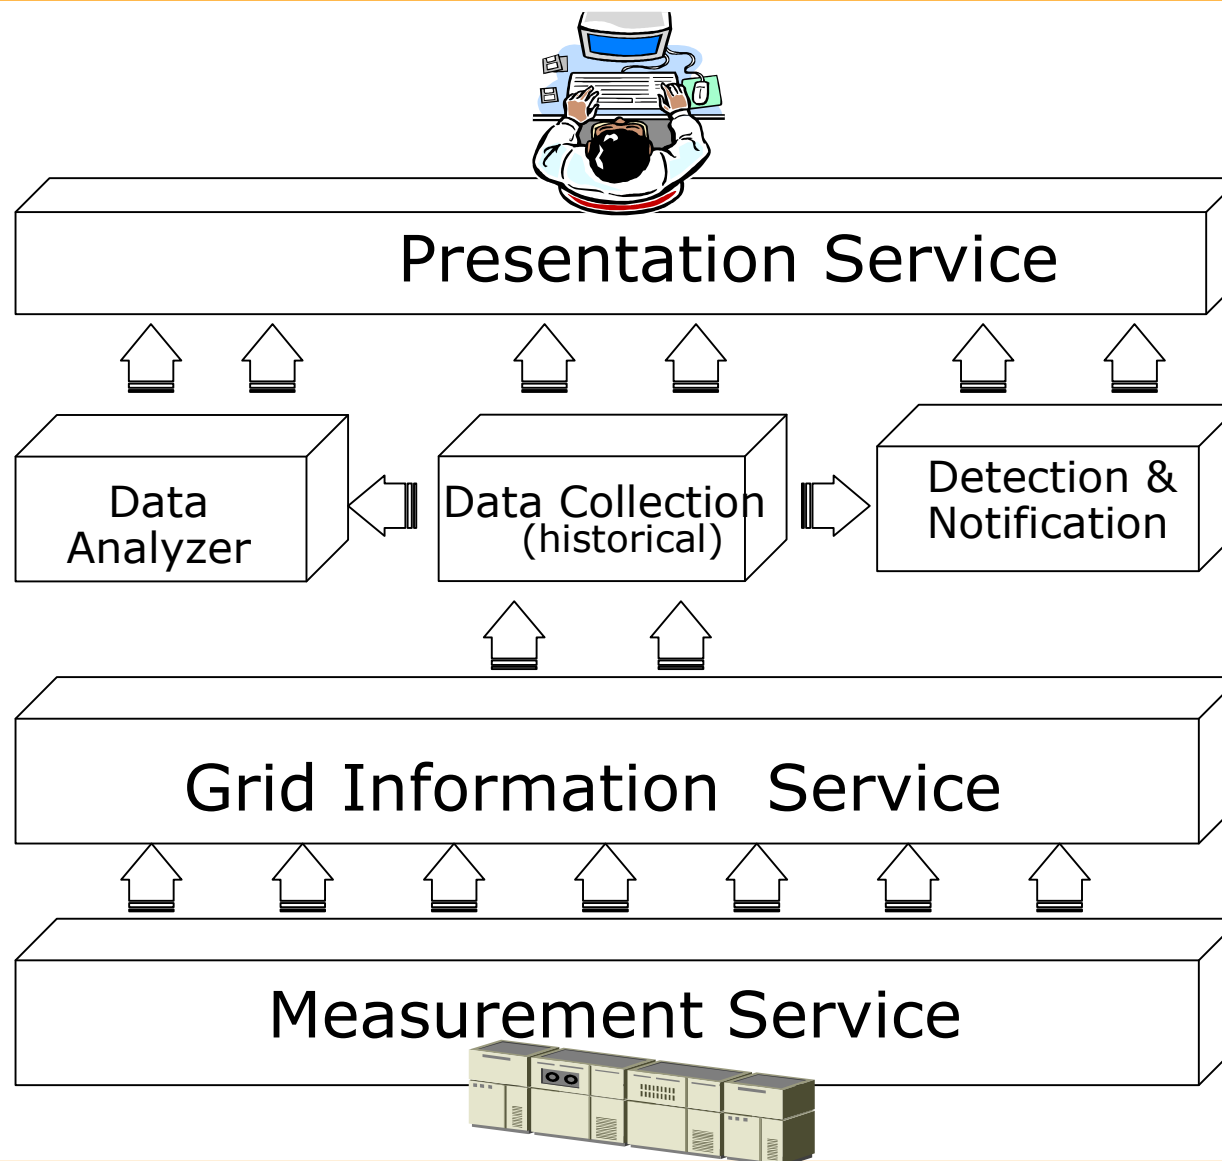 Presentation Service
Data
Analyzer
Data Collection
(historical)
Detection &
Notification
Grid Information  Service
Measurement Service